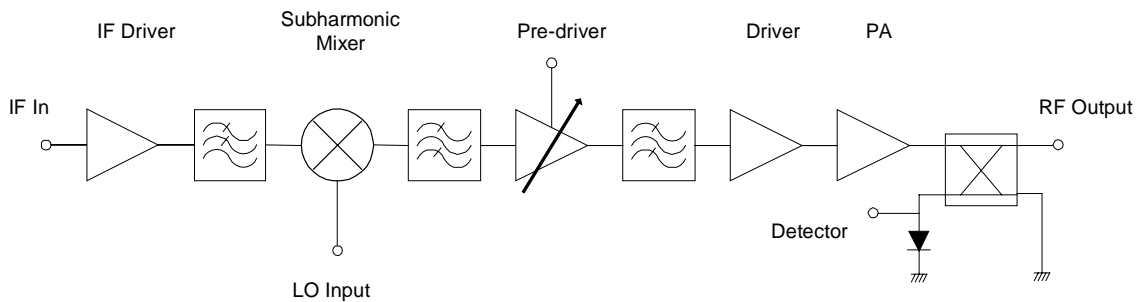 IF Driver
Subharmonic
Mixer
Pre-driver
Driver
PA
IF In
RF Output
Detector
LO Input